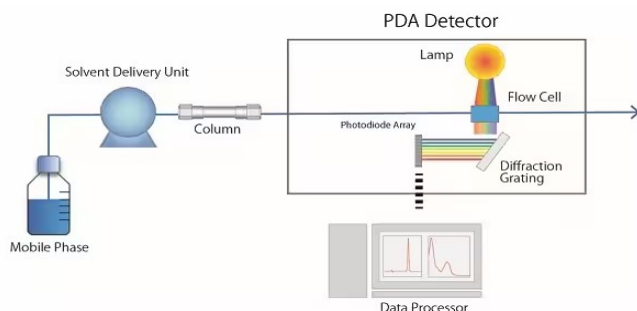 PDA Detector
Lamp
Solvent Delivery Unit
Flow Cell
Column
Photodiode Array
Diffraction
Grating
Mobile Phase
Data Processor